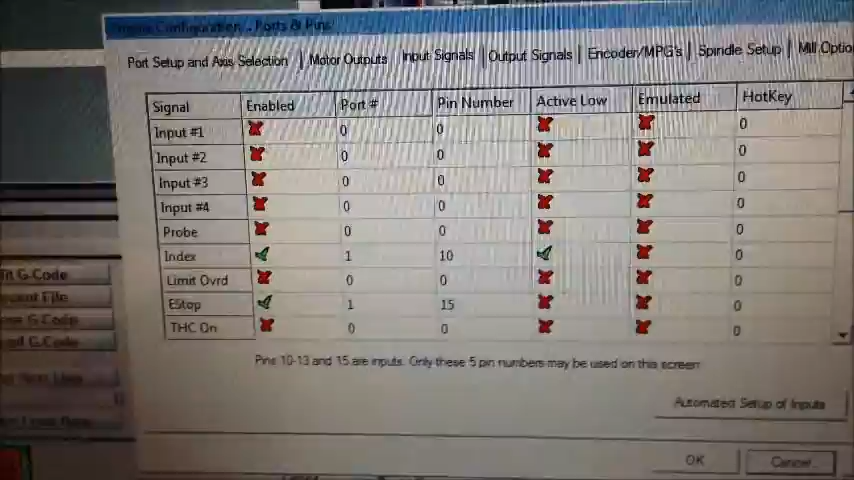 Configuration - Ports & Pins
Port Setup and Axis Selection | Motor Outputs | Input Signals | Output Signals | Encoder/MPG's | Spindle Setup | Mill Optio
Signal Enabled Port # Pin Number Active Low Emulated HotKey
Input #1 0 0 0
Input #2 0 0 0
Input #3 0 0 0
Input #4 0 0 0
Probe 0 0 0
Index 1 10 0
Limit Ovrd 0 0 0
EStop 1 15 0
THC On 0 0 0
Pins 10-13 and 15 are inputs. Only these 5 pin numbers may be used on this screen
Automated Setup of Inputs
OK Cancel
G-Code
File
G-Code
G-Code